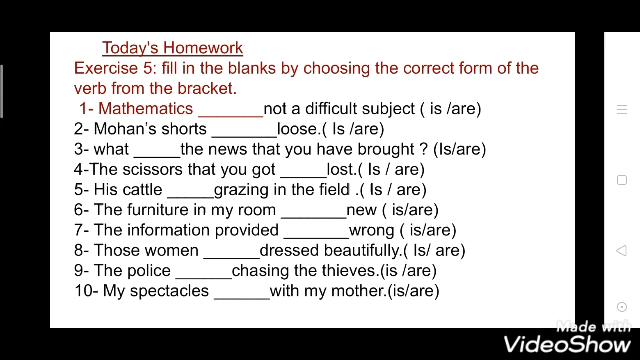 Today's Homework
Exercise 5: fill in the blanks by choosing the correct form of the
verb from the bracket.
1- Mathematics _______not a difficult subject ( is /are)
2- Mohan's shorts _______loose.( Is /are)
3- what _____the news that you have brought ? (Is/are)
4-The scissors that you got _____lost.( Is / are)
5- His cattle _____grazing in the field .( Is / are)
6- The furniture in my room _______new ( is/are)
7- The information provided _______wrong ( is/are)
8- Those women ______dressed beautifully.( Is/ are)
9- The police ______chasing the thieves.(is /are)
10- My spectacles ______with my mother.(is/are)
Made with
VideoShow